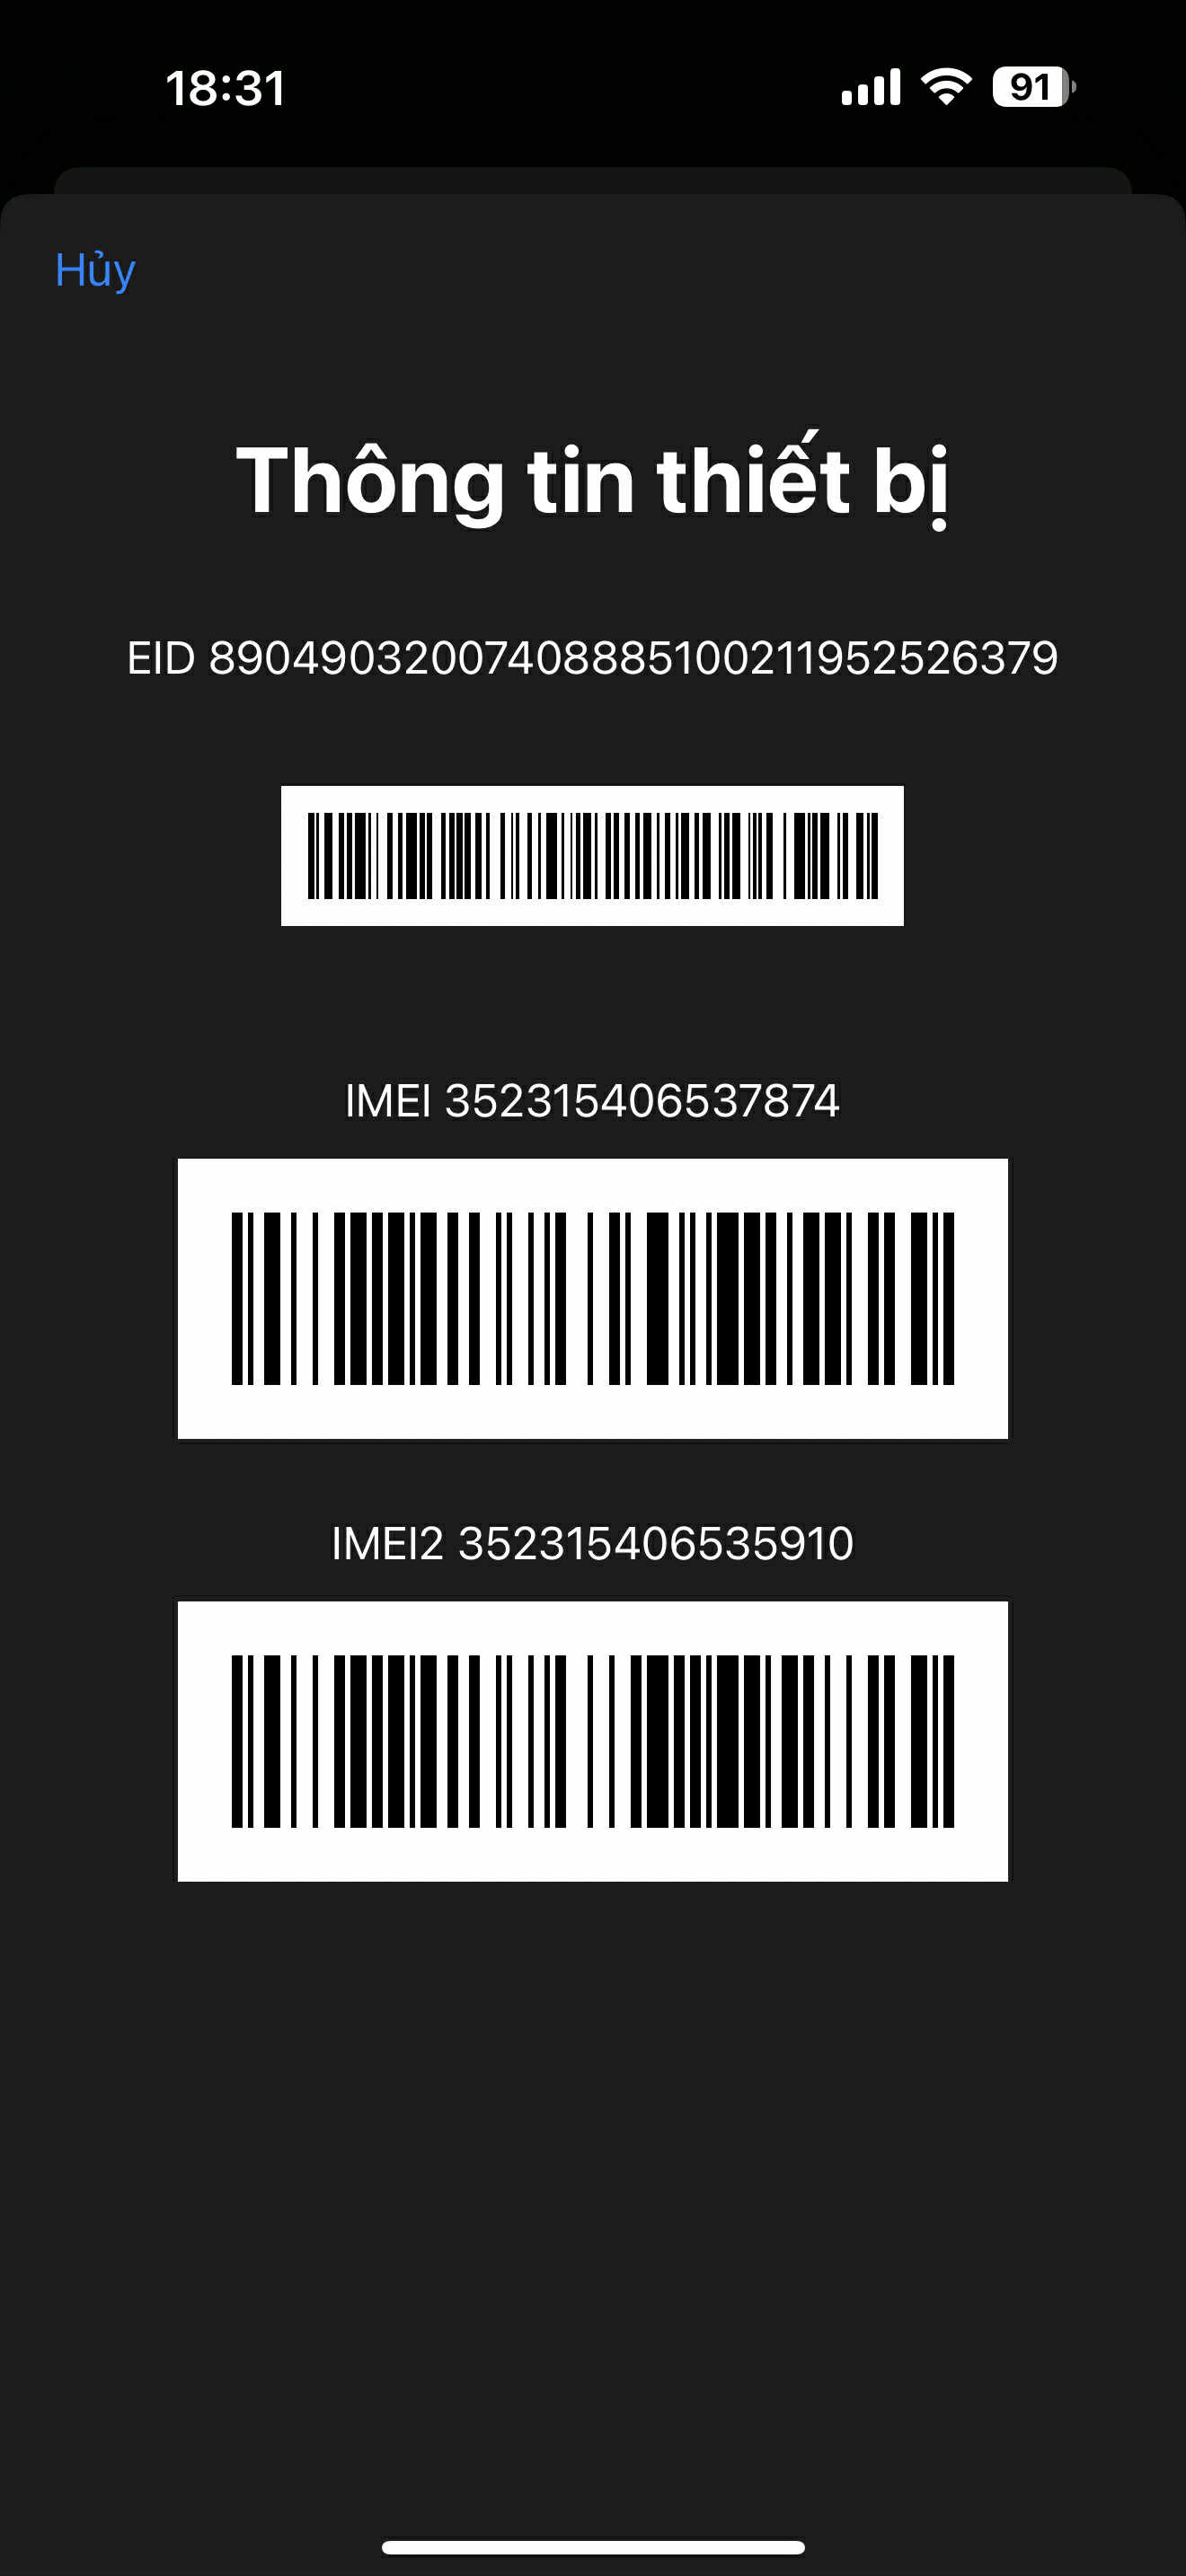 18:31
91
Hủy
Thông tin thiết bị
EID 89049032007408885100211952526379
IMEI 352315406537874
IMEI2 352315406535910